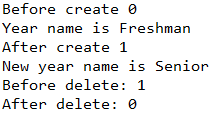 Before create 0
Year name is Freshman
After create 1
New year name is Senior
Before delete: 1
After delete: 0